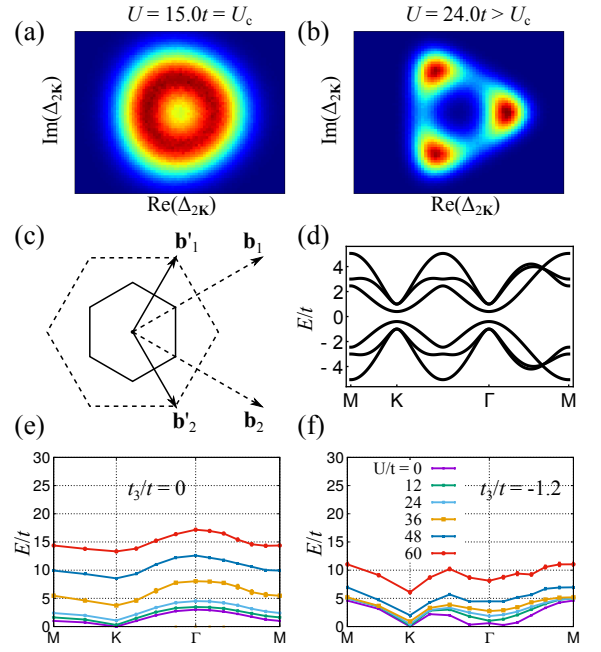 U = 15.0t = U_c
U = 24.0t > U_c
(a)
Im(Δ_2K)
Re(Δ_2K)
(b)
Im(Δ_2K)
Re(Δ_2K)
(c)
b'_1
b_1
b'_2
b_2
(d)
E/t
4
2
0
- 2
- 4
M K Γ M
(e)
E/t
30
25
20
15
10
5
0
t_3/t = 0
M K Γ M
(f)
E/t
30
25
20
15
10
5
0
U/t = 0
12
24
36
48
60
t_3/t = -1.2
M K Γ M